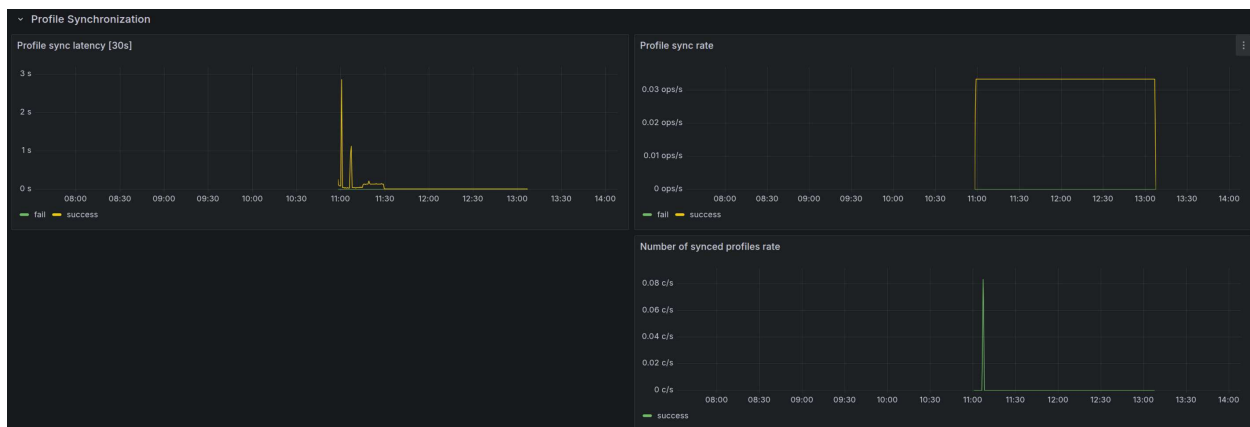 Profile Synchronization
Profile sync latency [30s]
3 s
2 s
1 s
0 s
08:00 08:30 09:00 09:30 10:00 10:30 11:00 11:30 12:00 12:30 13:00 13:30 14:00
fail success
Profile sync rate
0.03 ops/s
0.02 ops/s
0.01 ops/s
0 ops/s
08:00 08:30 09:00 09:30 10:00 10:30 11:00 11:30 12:00 12:30 13:00 13:30 14:00
fail success
Number of synced profiles rate
0.08 c/s
0.06 c/s
0.04 c/s
0.02 c/s
0 c/s
08:00 08:30 09:00 09:30 10:00 10:30 11:00 11:30 12:00 12:30 13:00 13:30 14:00
success